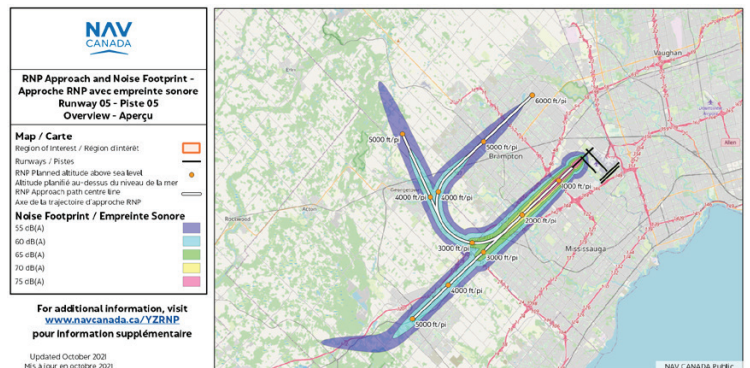 NAV
CANADA
RNP Approach and Noise Footprint -
Approche RNP avec empreinte sonore
Runway 05 - Piste 05
Overview - Aperçu
Map / Carte
Region of Interest / Région d'intérêt
Runways / Pistes
RNP Planned altitude above sea level
Altitude planifié au-dessus du niveau de la mer
RNP Approach path centre line
Axe de la trajectoire d'approche RNP
Noise Footprint / Empreinte Sonore
55 dB(A)
60 dB(A)
65 dB(A)
70 dB(A)
75 dB(A)
For additional information, visit
www.navcanada.ca/YZRNP
pour information supplémentaire
Updated October 2021
Mis à jour en octobre 2021
Vaughan
6000 ft/pi
5000 ft/pi
5000 ft/pi
Brampton
4000 ft/pi
4000 ft/pi
Acton
Rockwood
2000 ft/pi
3000 ft/pi
3000 ft/pi
Mississauga
4000 ft/pi
5000 ft/pi
NAV CANADA Public